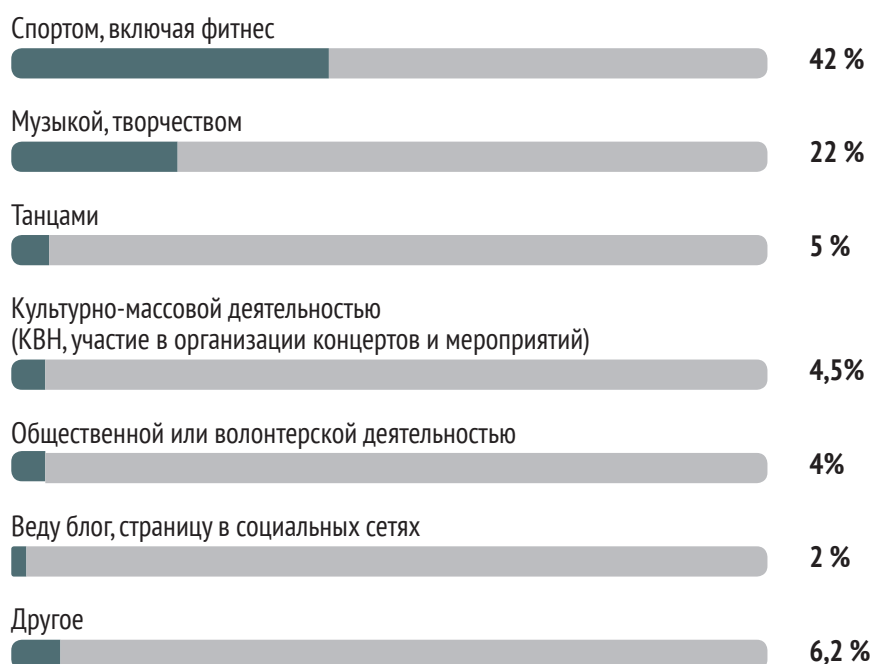 Спортом, включая фитнес
42 %
Музыкой, творчеством
22 %
Танцами
5 %
Культурно-массовой деятельностью
(КВН, участие в организации концертов и мероприятий)
4,5%
Общественной или волонтерской деятельностью
4%
Веду блог, страницу в социальных сетях
2 %
Другое
6,2 %